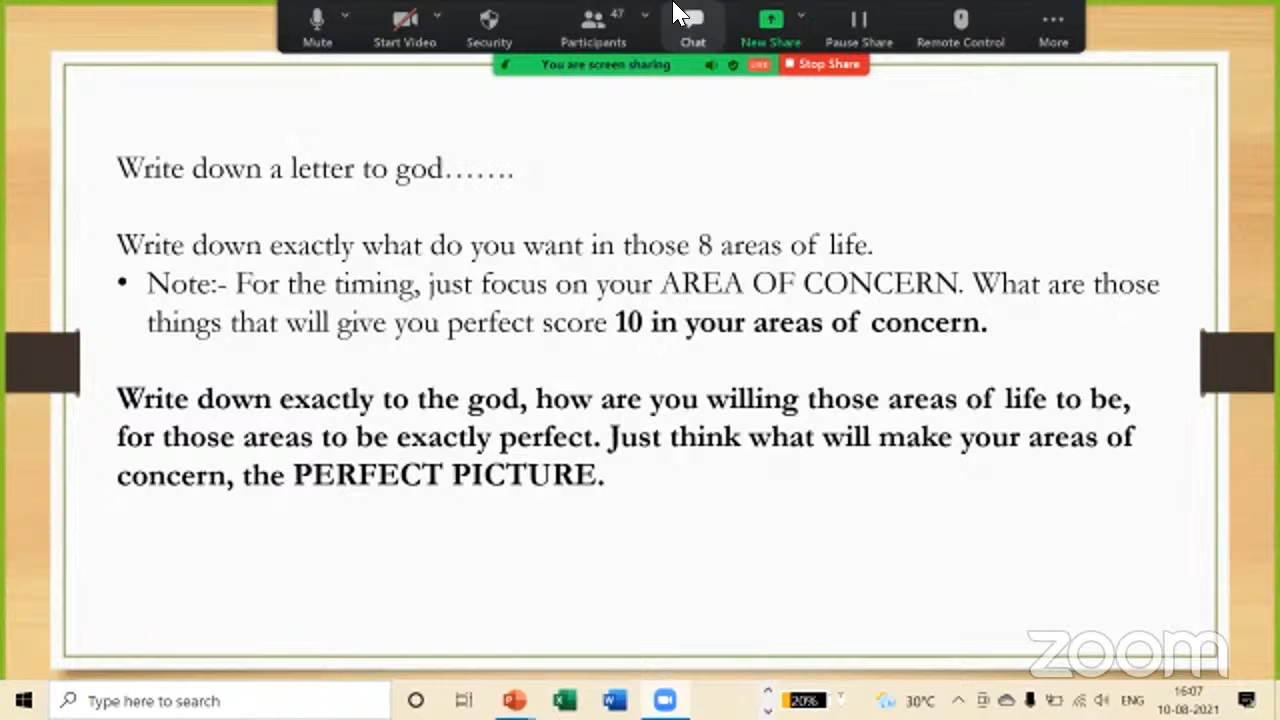 47
Mute
Start Video
Security
Participants
Chat
New Share
Pause Share
Remote Control
More
You are screen sharing
LIVE
Stop Share
Write down a letter to god…….
Write down exactly what do you want in those 8 areas of life.
• Note:- For the timing, just focus on your AREA OF CONCERN. What are those
things that will give you perfect score 10 in your areas of concern.
Write down exactly to the god, how are you willing those areas of life to be,
for those areas to be exactly perfect. Just think what will make your areas of
concern, the PERFECT PICTURE.
zoom
Type here to search
20%
30°C
ENG
16:07
10-08-2021